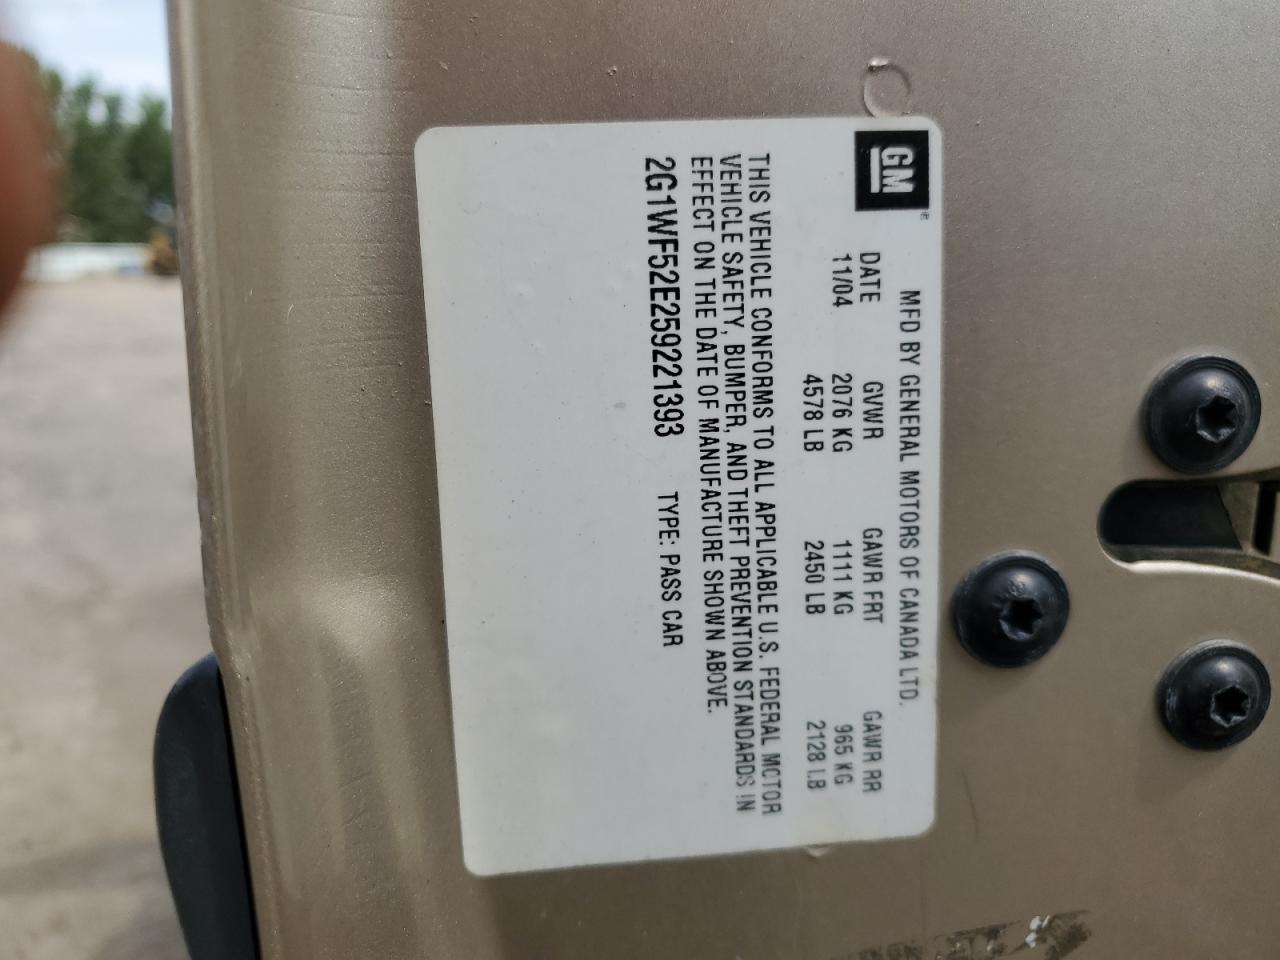 GM
MFD BY GENERAL MOTORS OF CANADA LTD.
DATE GVWR GAWR FRT GAWR RR
11/04 2076 KG 1111 KG 965 KG
4578 LB 2450 LB 2128 LB
THIS VEHICLE CONFORMS TO ALL APPLICABLE U.S. FEDERAL MOTOR
VEHICLE SAFETY, BUMPER, AND THEFT PREVENTION STANDARDS IN
EFFECT ON THE DATE OF MANUFACTURE SHOWN ABOVE.
2G1WF52E259221393 TYPE: PASS CAR